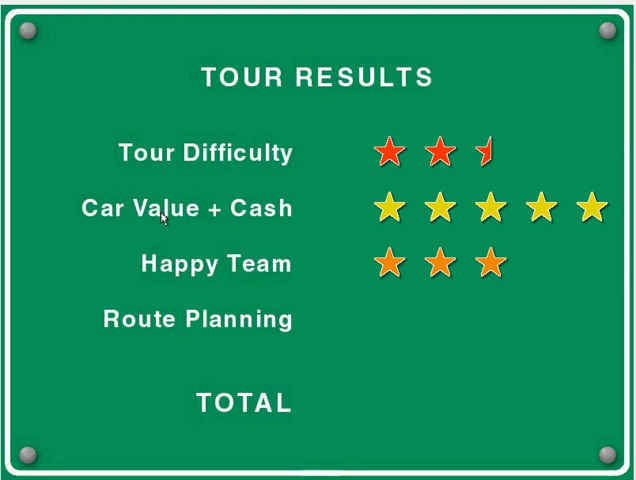 TOUR RESULTS
Tour Difficulty
Car Value + Cash
Happy Team
Route Planning
TOTAL